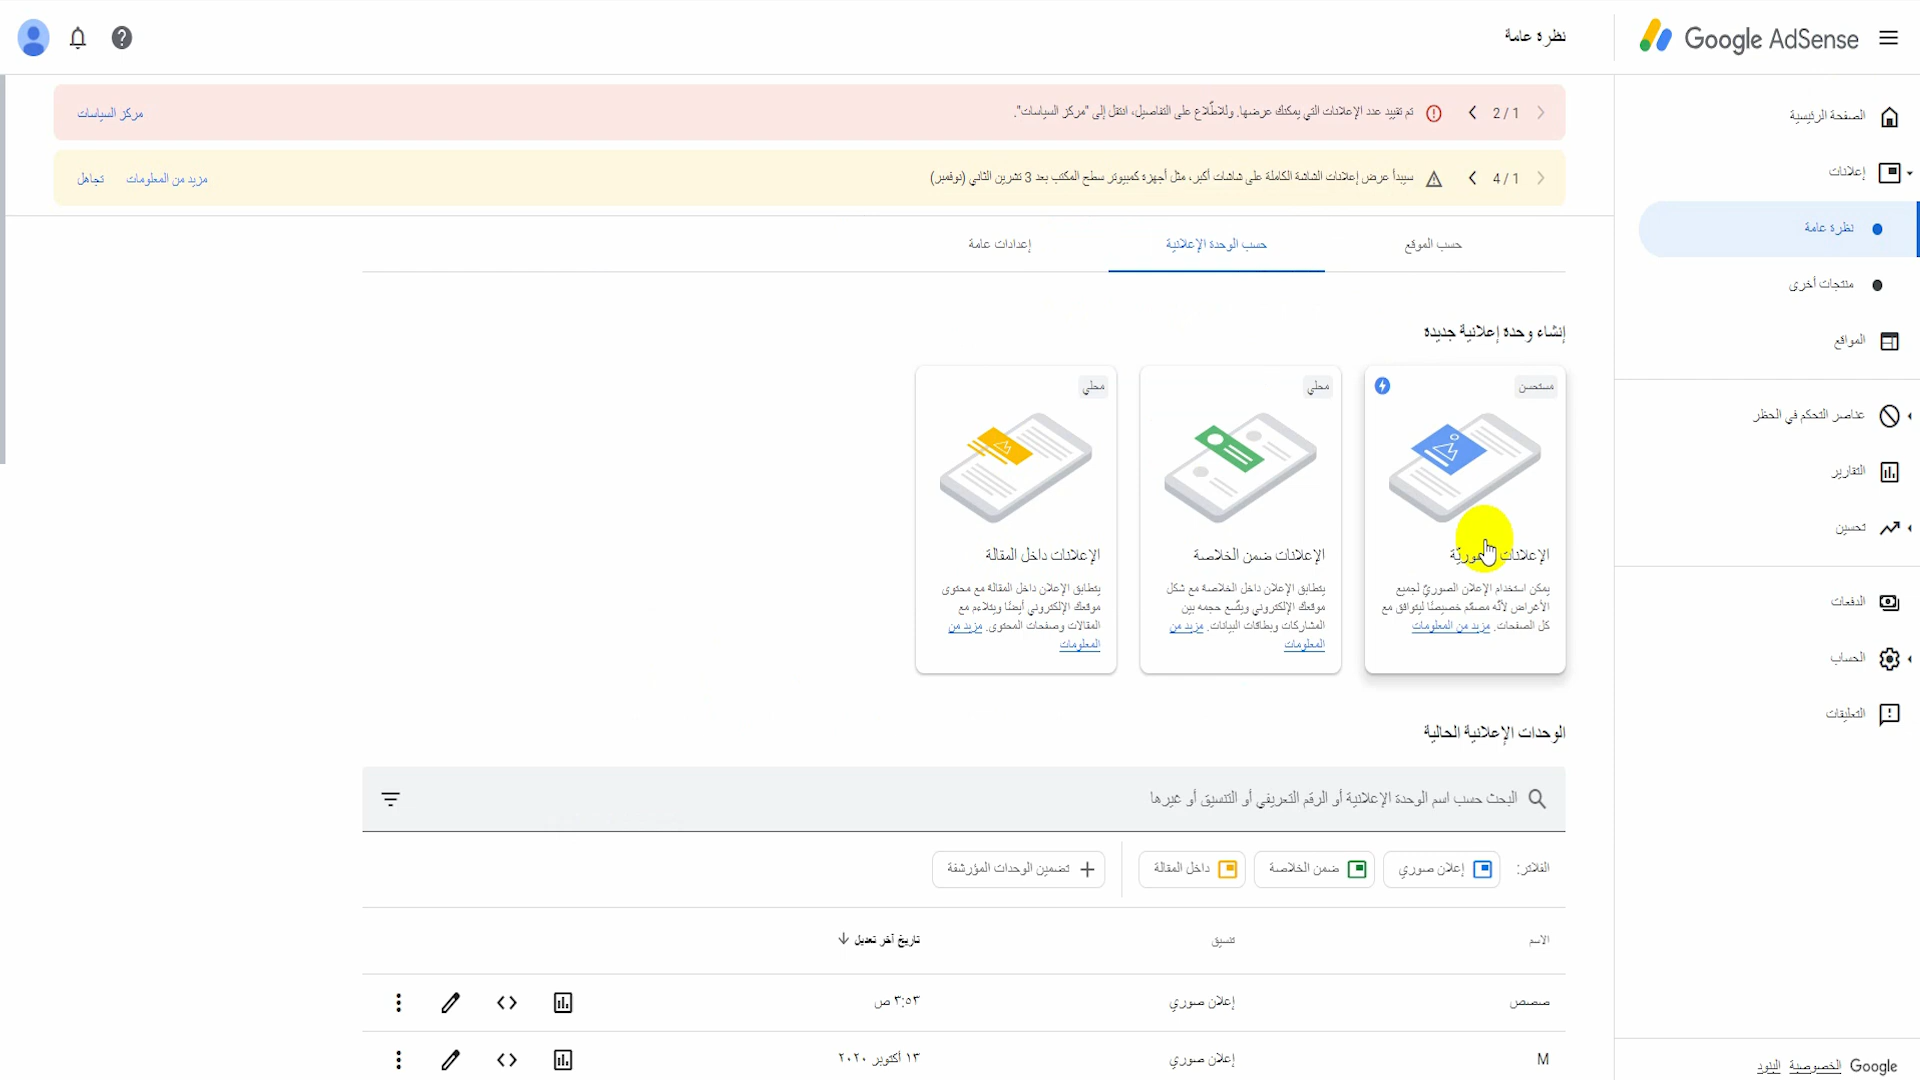 Google AdSense
نظرة عامة
الصفحة الرئيسية
إعلانات
نظرة عامة
منتجات أخرى
المواقع
عناصر التحكم في الحظر
التقارير
تحسين
الدفعات
الحساب
التعليقات
Google الخصوصية البنود
2 / 1
تم تقييد عدد الإعلانات التي يمكنك عرضها. وللاطّلاع على التفاصيل، انتقل إلى "مركز السياسات".
مركز السياسات
4 / 1
سيبدأ عرض إعلانات الشاشة الكاملة على شاشات أكبر، مثل أجهزة كمبيوتر سطح المكتب بعد 3 تشرين الثاني (نوفمبر)
مزيد من المعلومات تجاهل
حسب الموقع حسب الوحدة الإعلانية إعدادات عامة
إنشاء وحدة إعلانية جديدة
مستحسن
الإعلانات
يمكن استخدام الإعلان الصوريّ لجميع
الأغراض لأنّه مصمّم خصيصًا ليتوافق مع
كل الصفحات. مزيد من المعلومات
محلي
الإعلانات ضمن الخلاصة
يتطابق الإعلان داخل الخلاصة مع شكل
موقعك الإلكتروني ويتّسع حجمه بين
المشاركات وبطاقات البيانات. مزيد من
المعلومات
محلي
الإعلانات داخل المقالة
يتطابق الإعلان داخل المقالة مع محتوى
موقعك الإلكتروني أيضًا ويتلاءم مع
المقالات وصفحات المحتوى. مزيد من
المعلومات
الوحدات الإعلانية الحالية
البحث حسب اسم الوحدة الإعلانية أو الرقم التعريفي أو التنسيق أو غيرها
الفلاتر: إعلان صوري ضمن الخلاصة داخل المقالة تضمين الوحدات المؤرشفة
الاسم تنسيق تاريخ آخر تعديل
صصص إعلان صوري ٣:٥٣ ص
M إعلان صوري ١٣ أكتوبر ٢٠٢٠